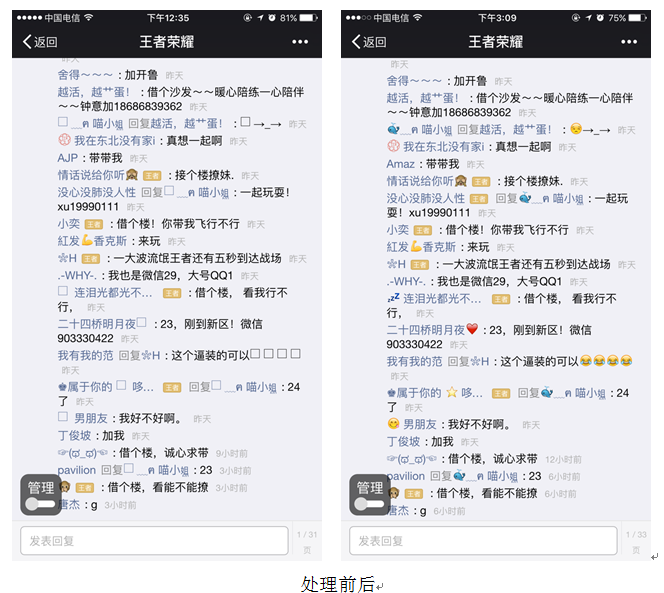 中国电信 下午12:35 81%
返回 王者荣耀 •••
昨天
舍得～～～：加开鲁 昨天
越活，越艹蛋！：借个沙发～～暖心陪练一心陪伴
～～钟意加18686839362 昨天
□ ﹏ฅ 喵小姐 回复越活，越艹蛋！：□→_→ 昨天
我在东北没有家i：真想一起啊 昨天
AJP：带带我 昨天
情话说给你听🙈 王者：接个楼撩妹. 昨天
没心没肺没人性 回复□ ﹏ฅ 喵小姐：一起玩耍!
xu19990111 昨天
小奕 王者：借个楼！你带我飞行不行 昨天
紅发💪香克斯：来玩 昨天
H 王者：一大波流氓王者还有五秒到达战场 昨天
.-WHY-.：我也是微信29，大号QQ1 昨天
□ 连泪光都光不… 王者：借个楼， 看我行不
行， 昨天
二十四桥明月夜□：23，刚到新区！微信
903330422 昨天
我有我的范 回复H：这个逼装的可以□□□□
昨天
♚属于你的 □ 哆… 王者 回复□ ﹏ฅ 喵小姐：24
了 昨天
□ 男朋友：我好不好啊。 昨天
丁俊坡：加我 昨天
☞(ಥ_ಥ)☜：借个楼，诚心求带 9小时前
pavilion 回复□ ﹏ฅ 喵小姐：23 3小时前
🙊 王者：借个楼，看能不能撩 3小时前
唐杰：g 3小时前
管理
发表回复 1 / 31
页
中国电信 下午3:09 75%
返回 王者荣耀 •••
昨天
舍得～～～：加开鲁 昨天
越活，越艹蛋！：借个沙发～～暖心陪练一心陪伴
～～钟意加18686839362 昨天
🐳﹏ฅ 喵小姐 回复越活，越艹蛋！：😒→_→ 昨天
我在东北没有家i：真想一起啊 昨天
Amaz：带带我 昨天
情话说给你听🙈 王者：接个楼撩妹. 昨天
没心没肺没人性 王者 回复🐳﹏ฅ 喵小姐：一起玩
耍！xu19990111 昨天
小奕 王者：借个楼！你带我飞行不行 昨天
紅发💪香克斯：来玩 昨天
H 王者：一大波流氓王者还有五秒到达战场 昨天
.-WHY-.：我也是微信29，大号QQ1 昨天
💤 连泪光都光不… 王者：借个楼， 看我行不
行， 昨天
二十四桥明月夜❤：23，刚到新区！微信
903330422 昨天
我有我的范 回复H：这个逼装的可以😂😂😂😂
昨天
♚属于你的 ⭐ 哆… 王者 回复🐳﹏ฅ 喵小姐：24
了 昨天
😋 男朋友：我好不好啊。 昨天
丁俊坡：加我 昨天
☞(ಥ_ಥ)☜：借个楼，诚心求带 12小时前
pavilion 回复🐳﹏ฅ 喵小姐：23 6小时前
🙊 王者：借个楼，看能不能撩 6小时前
唐杰：g 6小时前
管理
发表回复 1 / 33
页
处理前后